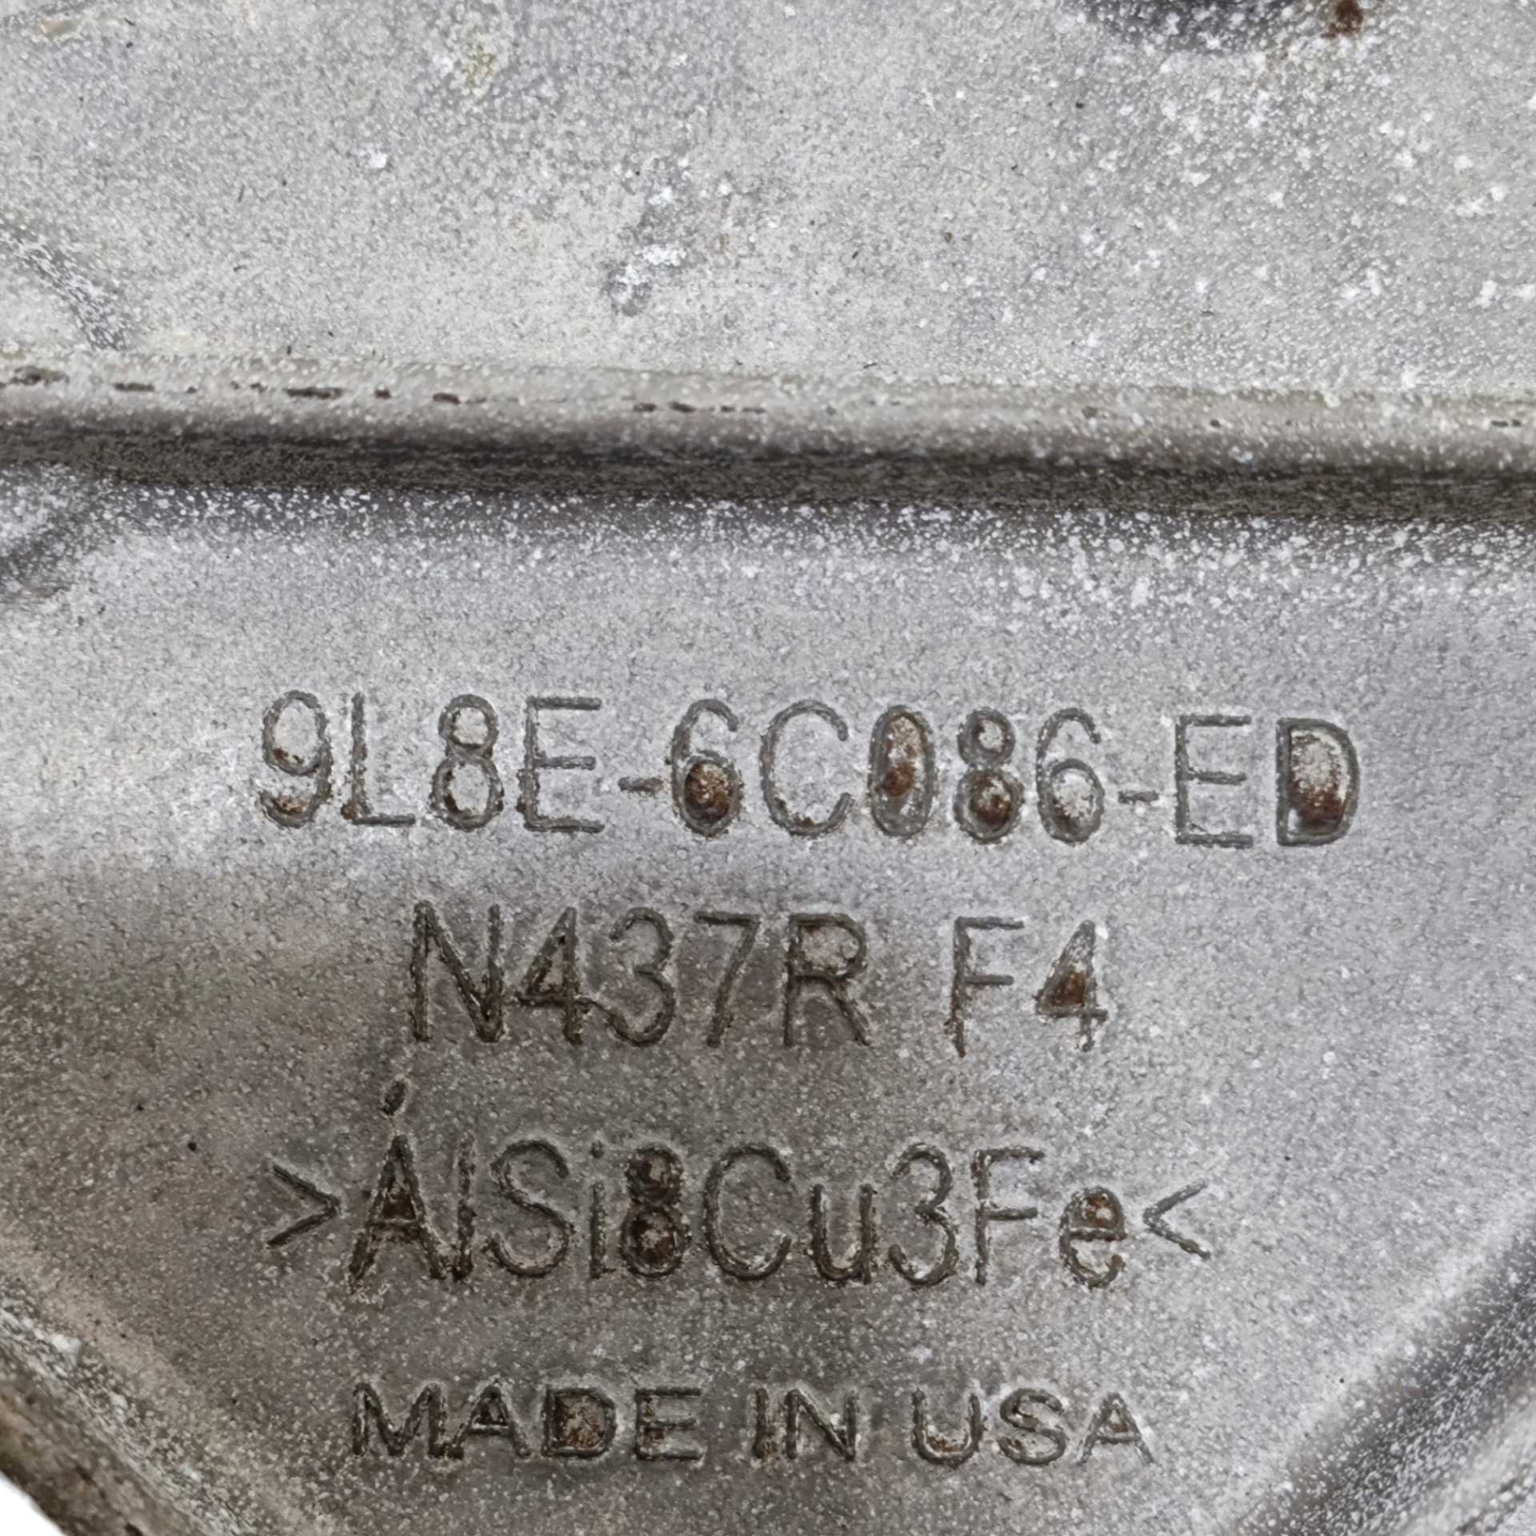 9L8E-6C086-ED
N437R F4
>AlSi8Cu3Fe<
MADE IN USA